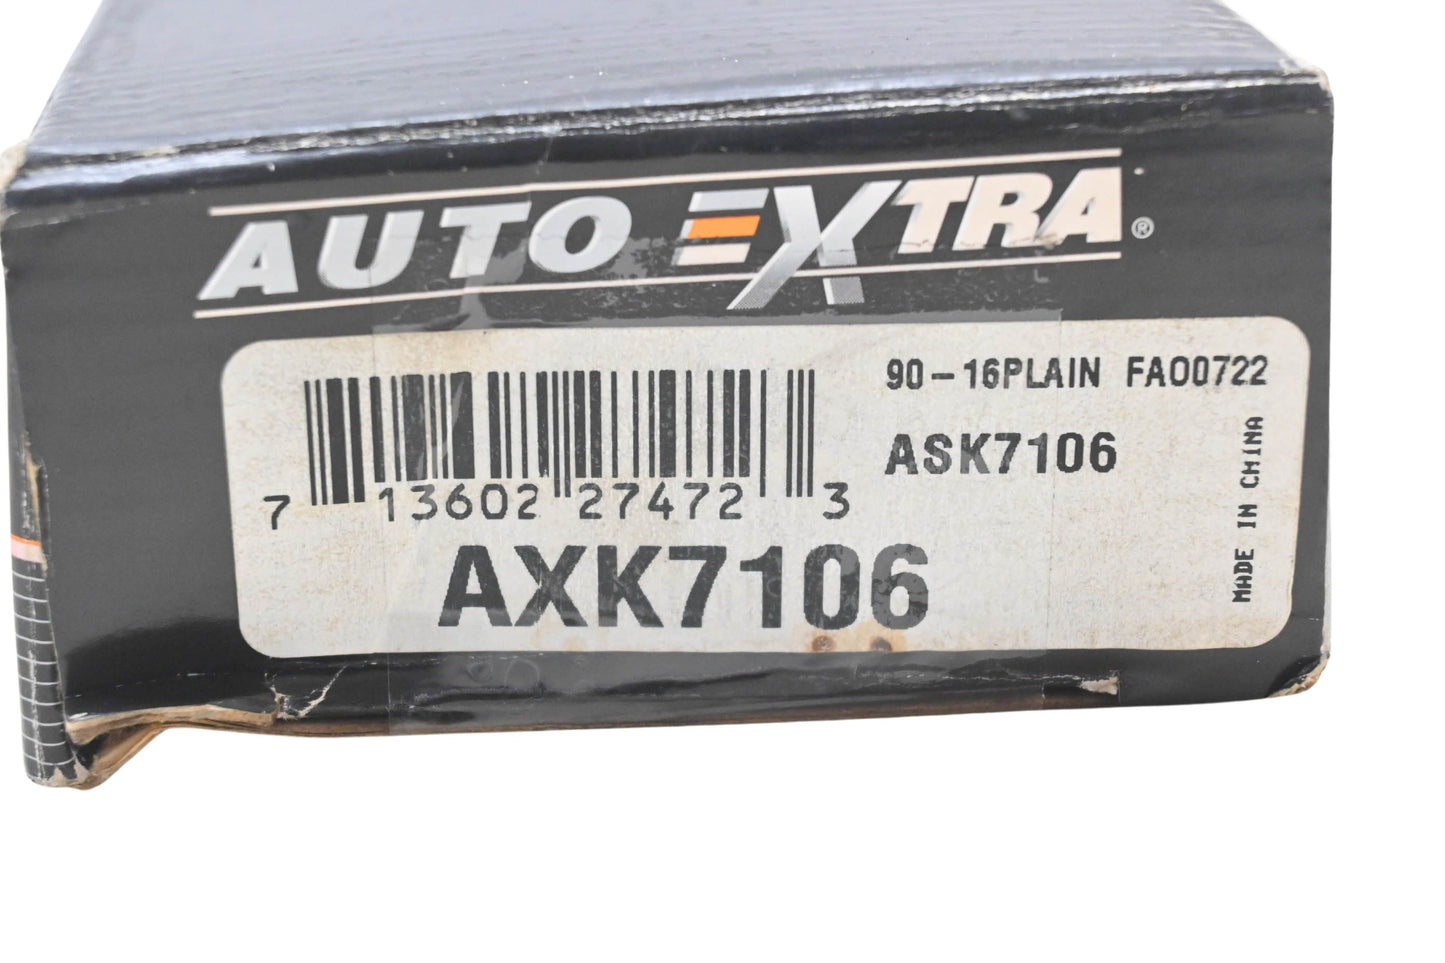 AUTO EXTRA®
90-16PLAIN FA00722
ASK7106
7 13602 27472 3
AXK7106
MADE IN CHINA